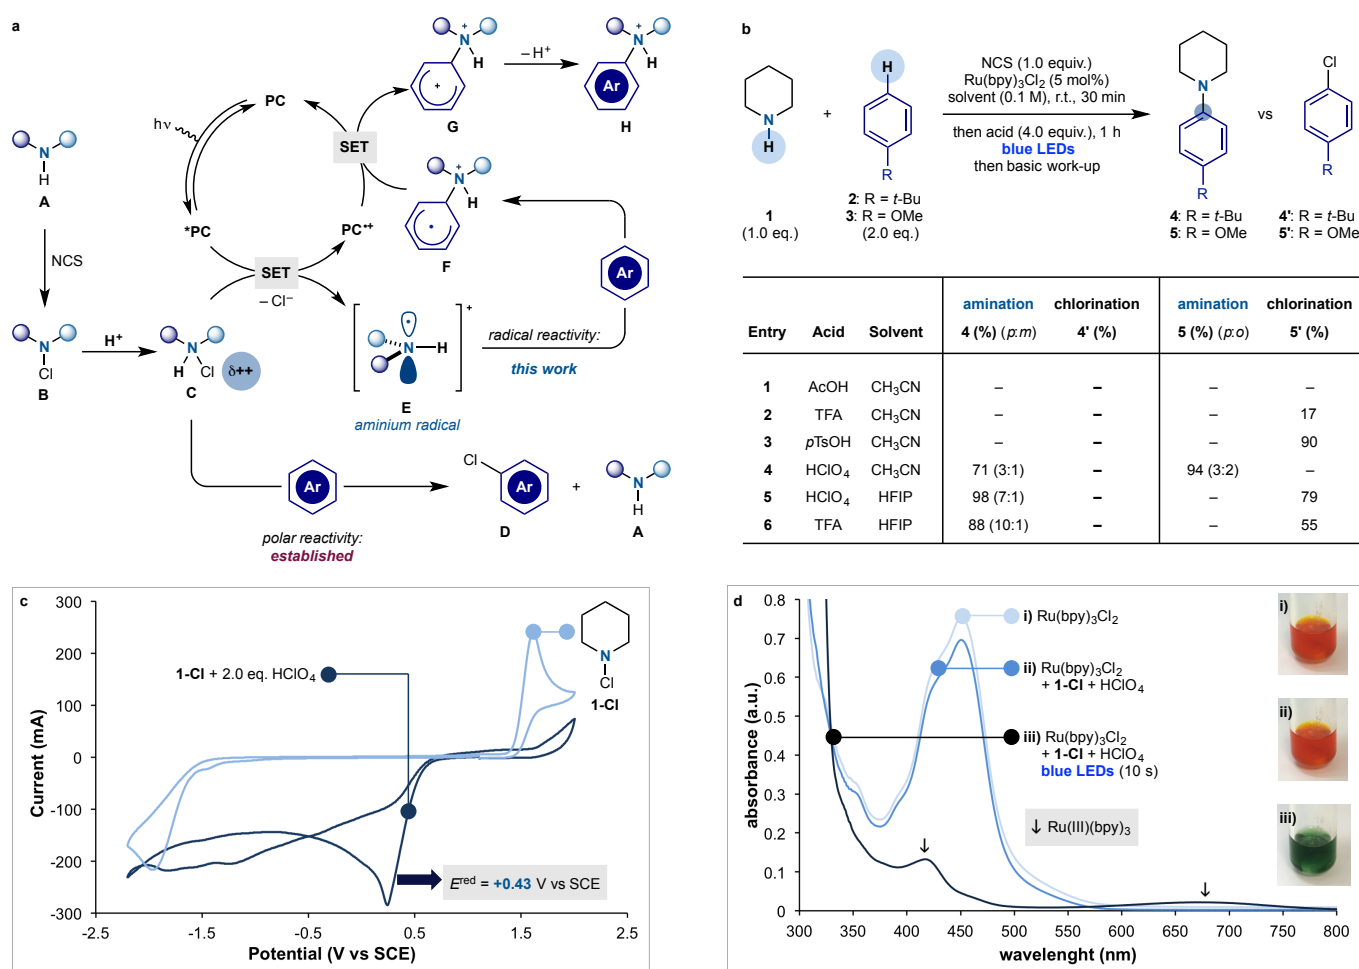 a
PC
hν
*PC
SET
– Cl⁻
PC•+
SET
G
– H⁺
H
N
H
+
Ar
N
H
+
F
N
H
+
•
A
N
H
NCS
B
N
Cl
H⁺
C
N
H Cl
δ++
E
N
H
+
aminium radical
radical reactivity:
this work
Ar
Ar
polar reactivity:
established
Cl
Ar
D
+
N
H
A
b
N
H
1
(1.0 eq.)
+
H
R
2: R = t-Bu
3: R = OMe
(2.0 eq.)
NCS (1.0 equiv.)
Ru(bpy)₃Cl₂ (5 mol%)
solvent (0.1 M), r.t., 30 min
then acid (4.0 equiv.), 1 h
blue LEDs
then basic work-up
N
R
4: R = t-Bu
5: R = OMe
vs
Cl
R
4': R = t-Bu
5': R = OMe
amination chlorination amination chlorination
Entry Acid Solvent 4 (%) (p:m) 4' (%) 5 (%) (p:o) 5' (%)
1 AcOH CH₃CN – – – –
2 TFA CH₃CN – – – 17
3 pTsOH CH₃CN – – – 90
4 HClO₄ CH₃CN 71 (3:1) – 94 (3:2) –
5 HClO₄ HFIP 98 (7:1) – – 79
6 TFA HFIP 88 (10:1) – – 55
c
300
200
100
0
-100
-200
-300
Current (mA)
-2.5 -1.5 -0.5 0.5 1.5 2.5
Potential (V vs SCE)
1-Cl + 2.0 eq. HClO₄
N
Cl
1-Cl
Eʳᵉᵈ = +0.43 V vs SCE
d
0.8
0.7
0.6
0.5
0.4
0.3
0.2
0.1
0
absorbance (a.u.)
300 350 400 450 500 550 600 650 700 750 800
wavelenght (nm)
i) Ru(bpy)₃Cl₂
ii) Ru(bpy)₃Cl₂
+ 1-Cl + HClO₄
iii) Ru(bpy)₃Cl₂
+ 1-Cl + HClO₄
blue LEDs (10 s)
↓ Ru(III)(bpy)₃
i)
ii)
iii)